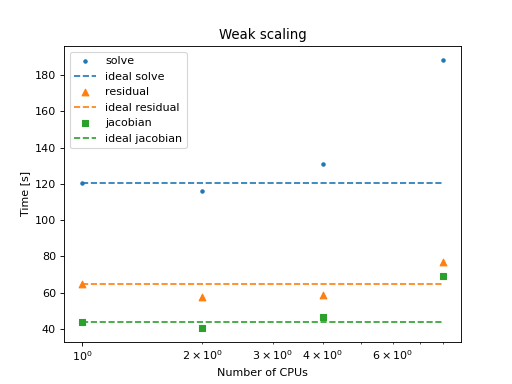 Weak scaling
solve
ideal solve
residual
ideal residual
jacobian
ideal jacobian
Time [s]
180
160
140
120
100
80
60
40
10⁰
2 × 10⁰
3 × 10⁰
4 × 10⁰
6 × 10⁰
Number of CPUs